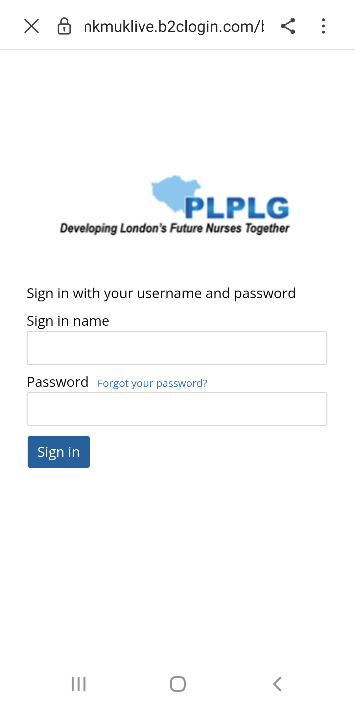 nkmuklive.b2clogin.com/
PLPLG
Developing London's Future Nurses Together
Sign in with your username and password
Sign in name
Password Forgot your password?
Sign in